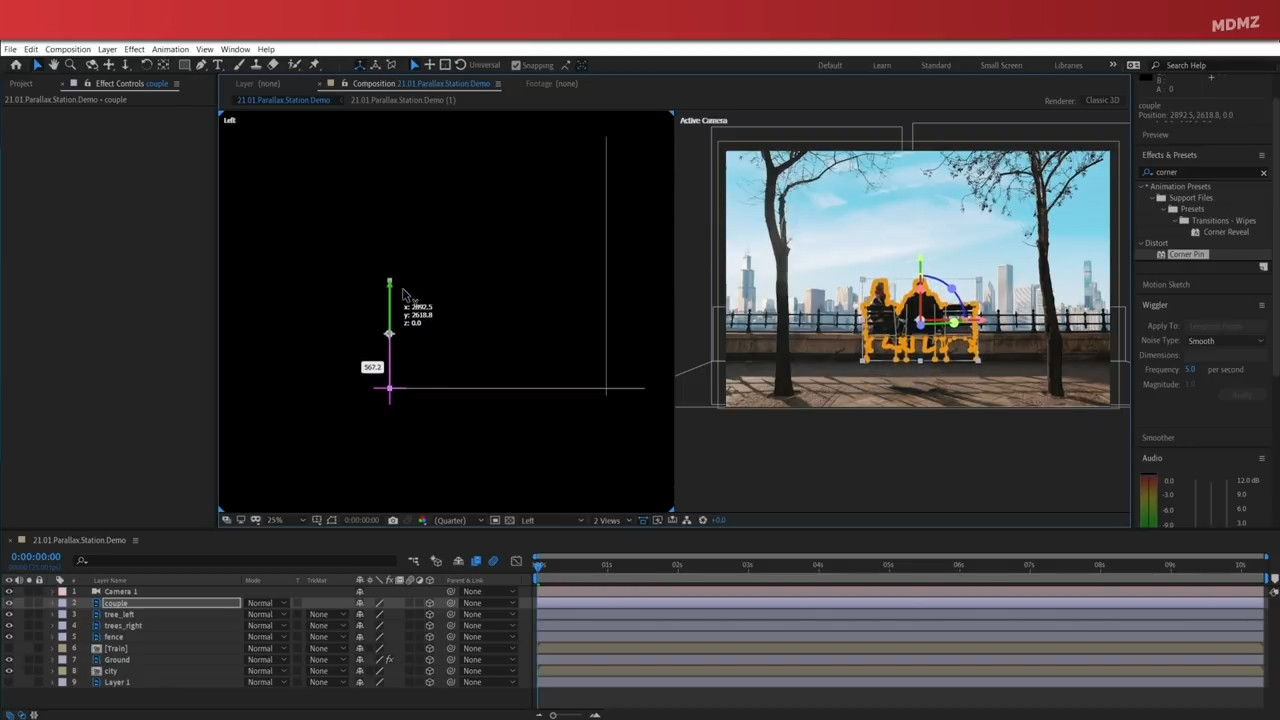 MDMZ
File Edit Composition Layer Effect Animation View Window Help
Universal Snapping Default Learn Standard Small Screen Libraries Search Help
Project Effect Controls couple Layer (none) Composition 21.01.Parallax.Station Demo Footage (none)
21.01.Parallax.Station Demo • couple 21.01.Parallax.Station Demo 21.01.Parallax.Station Demo (1) Renderer: Classic 3D
B :
A : 0
couple
Position: 2892.5, 2618.8, 0.0
Left Active Camera
Preview
Effects & Presets
corner
* Animation Presets
Support Files
Presets
Transitions - Wipes
Corner Reveal
Distort
Corner Pin
Motion Sketch
x: 2892.5
y: 2618.8
z: 0.0
567.2
Wiggler
Apply To:
Noise Type: Smooth
Dimensions:
Frequency: 5.0 per second
Magnitude:
Apply
Smoother
Audio
0.0 12.0 dB
-3.0 9.0
-6.0 6.0
-9.0 3.0
25% 0:00:00:00 (Quarter) Left 2 Views +0.0
21.01.Parallax.Station.Demo
0:00:00:00
01s 02s 03s 04s 05s 06s 07s 08s 09s 10s
# Layer Name Mode T TrkMat Parent & Link
1 Camera 1 None
2 couple Normal None
3 tree_left Normal None None
4 trees_right Normal None None
5 fence Normal None None
6 [Train] Normal None None
7 Ground Normal None fx None
8 city Normal None None
9 Layer 1 Normal None None